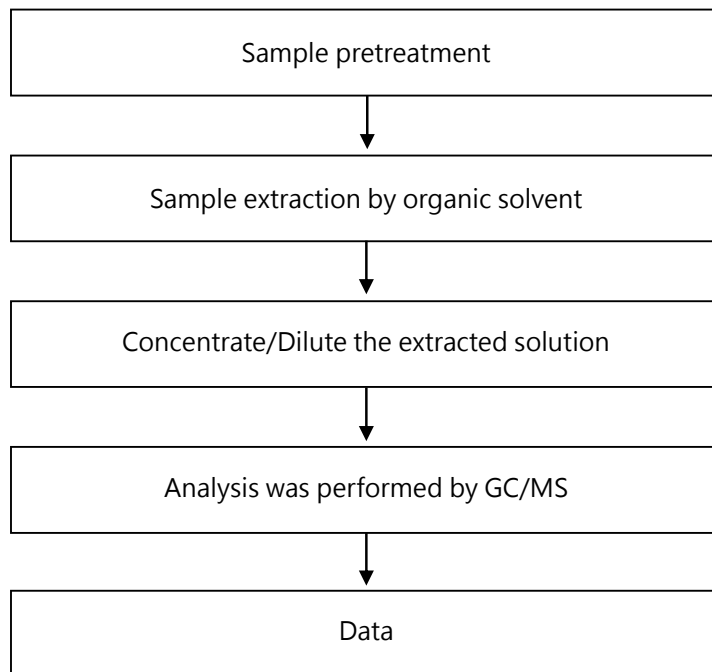 Sample pretreatment
Sample extraction by organic solvent
Concentrate/Dilute the extracted solution
Analysis was performed by GC/MS
Data